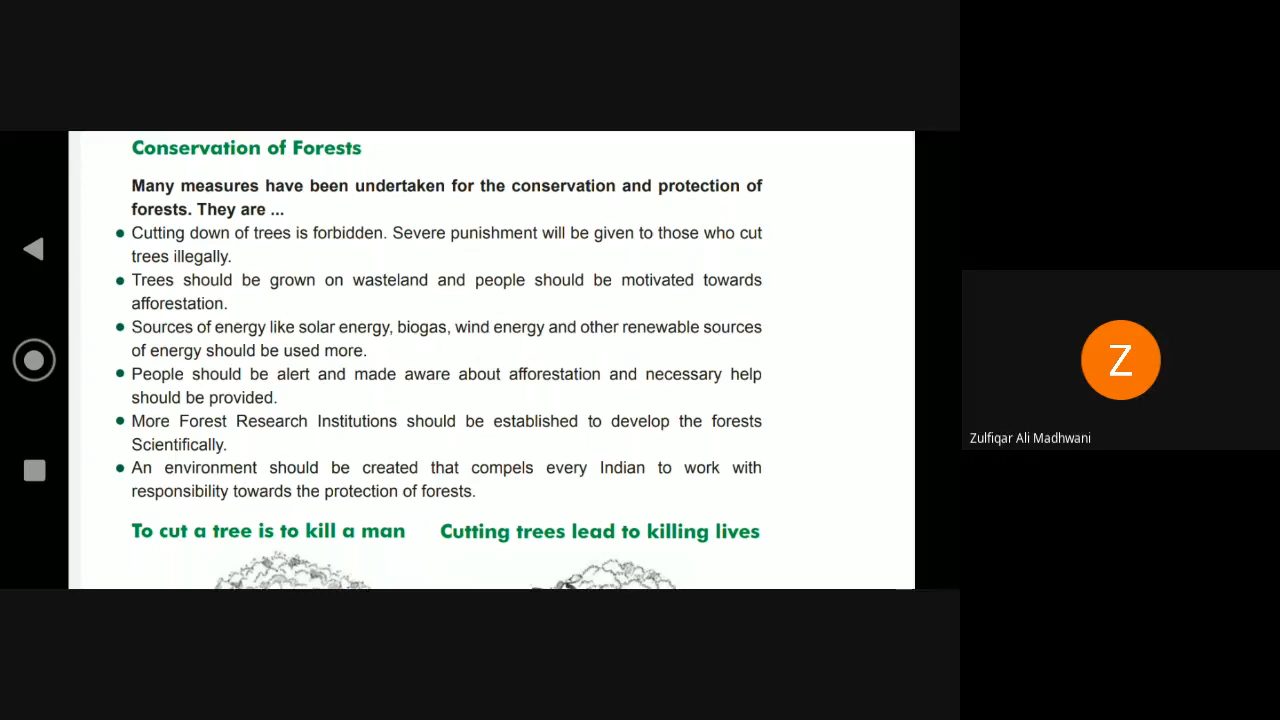 Conservation of Forests
Many measures have been undertaken for the conservation and protection of
forests. They are ...
• Cutting down of trees is forbidden. Severe punishment will be given to those who cut
trees illegally.
• Trees should be grown on wasteland and people should be motivated towards
afforestation.
• Sources of energy like solar energy, biogas, wind energy and other renewable sources
of energy should be used more.
• People should be alert and made aware about afforestation and necessary help
should be provided.
• More Forest Research Institutions should be established to develop the forests
Scientifically.
• An environment should be created that compels every Indian to work with
responsibility towards the protection of forests.
To cut a tree is to kill a man Cutting trees lead to killing lives
Z
Zulfiqar Ali Madhwani